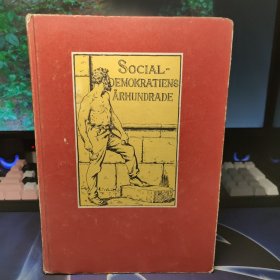 SOCIAL-
DEMOKRATIENS
ÅRHUNDRADE